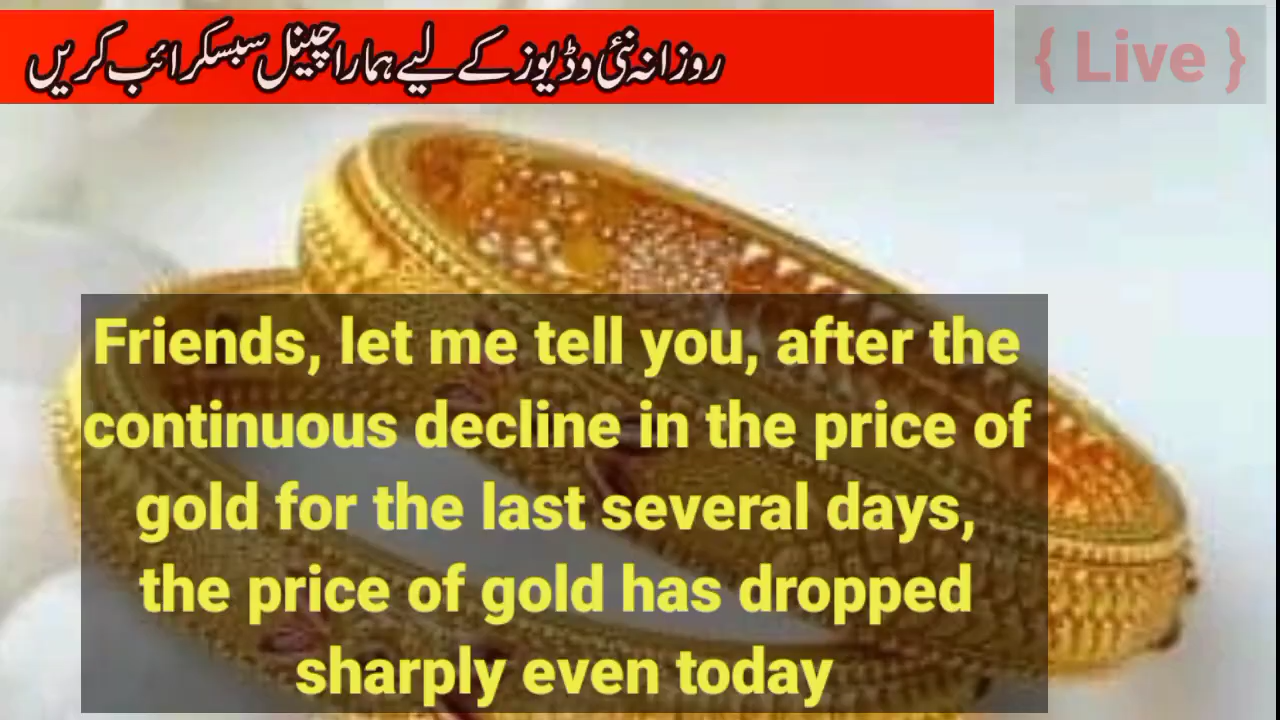 روزانہ نئی وڈیوز کے لیے ہمارا چینل سبسکرائب کریں
{ Live }
Friends, let me tell you, after the
continuous decline in the price of
gold for the last several days,
the price of gold has dropped
sharply even today